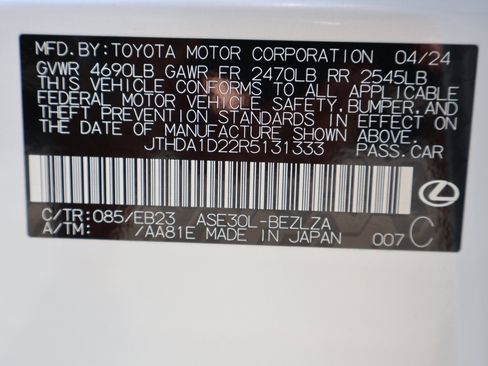 MFD.BY:TOYOTA MOTOR CORPORATION 04/24
GVWR 4690LB GAWR FR 2470LB RR 2545LB
THIS VEHICLE CONFORMS TO ALL APPLICABLE
FEDERAL MOTOR VEHICLE SAFETY,BUMPER,AND
THEFT PREVENTION STANDARDS IN EFFECT ON
THE DATE OF MANUFACTURE SHOWN ABOVE.
JTHDA1D22R5131333 PASS.CAR
C/TR:085/EB23 ASE30L-BEZLZA
A/TM: /AA81E MADE IN JAPAN 007 C